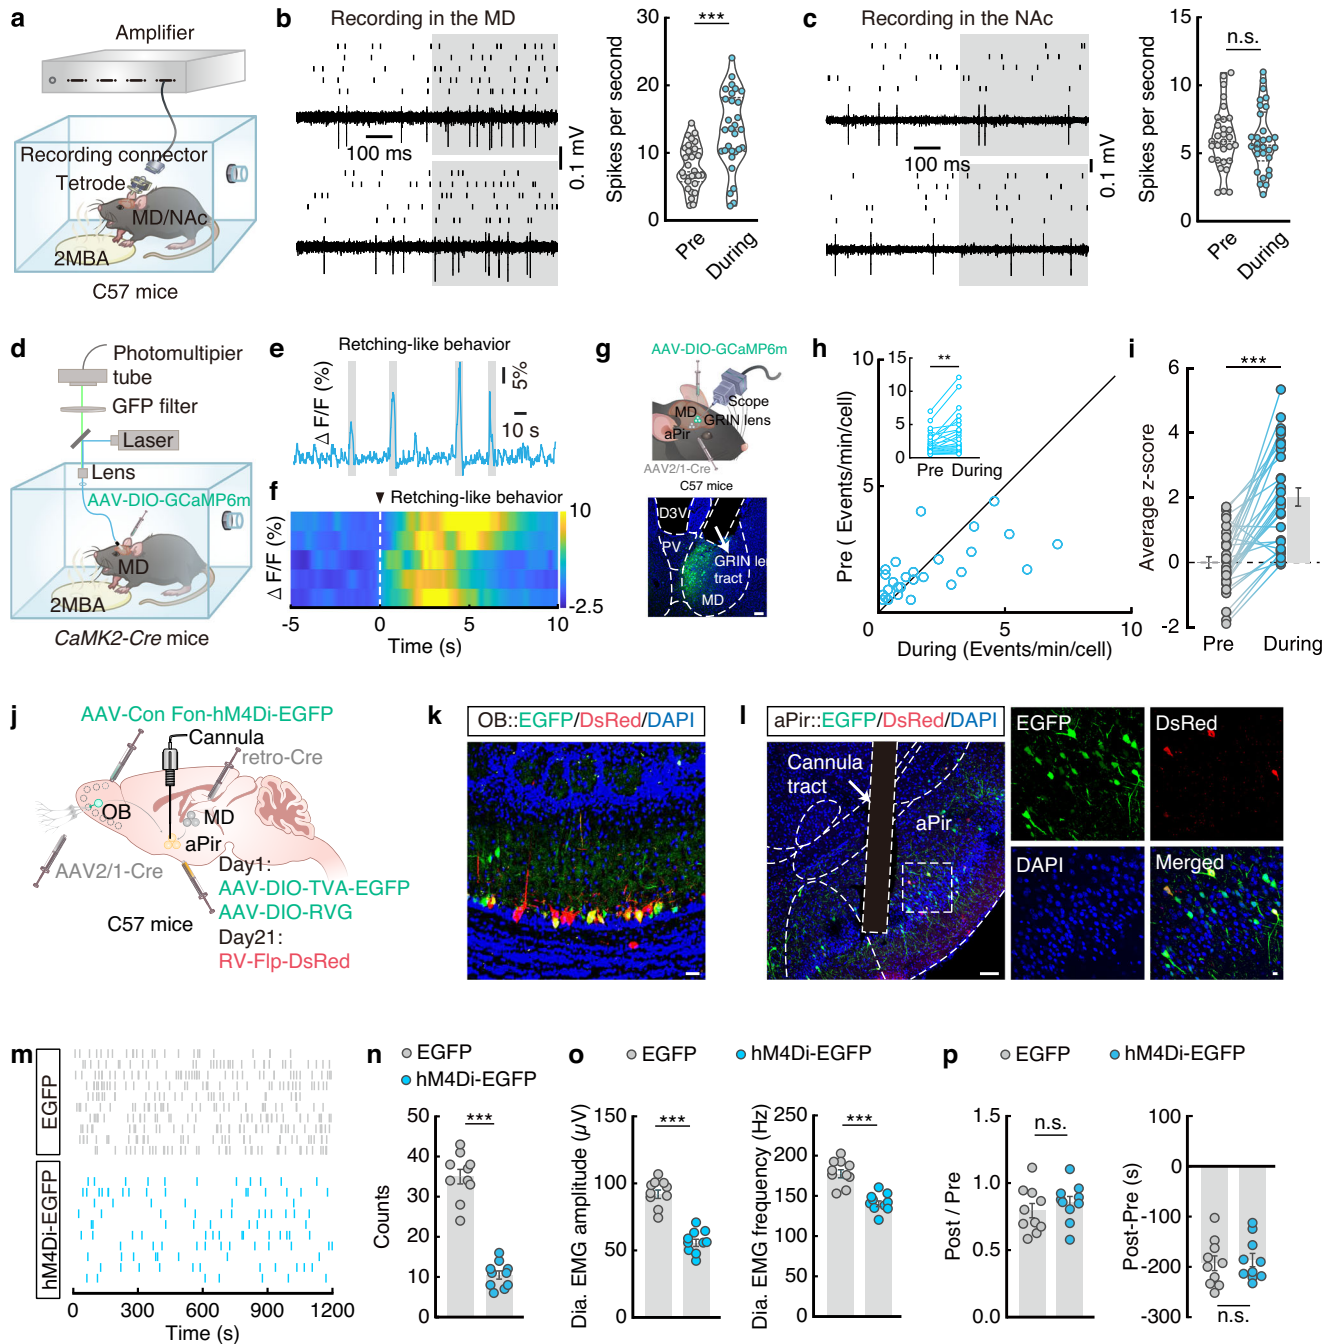 a
Amplifier
Recording connector
Tetrode
MD/NAc
2MBA
C57 mice
b
Recording in the MD
100 ms
0.1 mV
Spikes per second
30
20
10
0
***
Pre
During
c
Recording in the NAc
100 ms
0.1 mV
Spikes per second
15
10
5
0
n.s.
Pre
During
d
Photomultipier
tube
GFP filter
Laser
Lens
AAV-DIO-GCaMP6m
MD
2MBA
CaMK2-Cre mice
e
Retching-like behavior
Δ F/F (%)
5%
10 s
f
Retching-like behavior
Δ F/F (%)
10
-2.5
-5
0
5
10
Time (s)
g
AAV-DIO-GCaMP6m
Scope
MD
GRIN lens
aPir
AAV2/1-Cre
C57 mice
D3V
PV
GRIN le
tract
MD
h
Pre ( Events/min/cell)
10
5
0
5
10
During (Events/min/cell)
15
10
5
0
**
Pre
During
i
Average z-score
***
6
4
2
0
-2
Pre
During
j
AAV-Con Fon-hM4Di-EGFP
Cannula
retro-Cre
OB
MD
aPir
AAV2/1-Cre
Day1:
AAV-DIO-TVA-EGFP
AAV-DIO-RVG
C57 mice
Day21:
RV-Flp-DsRed
k
OB::EGFP/DsRed/DAPI
l
aPir::EGFP/DsRed/DAPI
Cannula
tract
aPir
EGFP
DsRed
DAPI
Merged
m
EGFP
hM4Di-EGFP
0
300
600
900
1200
Time (s)
n
EGFP
hM4Di-EGFP
Counts
50
40
30
20
10
0
***
o
EGFP
hM4Di-EGFP
Dia. EMG amplitude (µV)
150
100
50
0
***
Dia. EMG frequency (Hz)
250
200
150
100
50
0
***
p
EGFP
hM4Di-EGFP
Post / Pre
1.5
1.0
0.5
0.0
n.s.
Post-Pre (s)
100
0
-100
-200
-300
n.s.